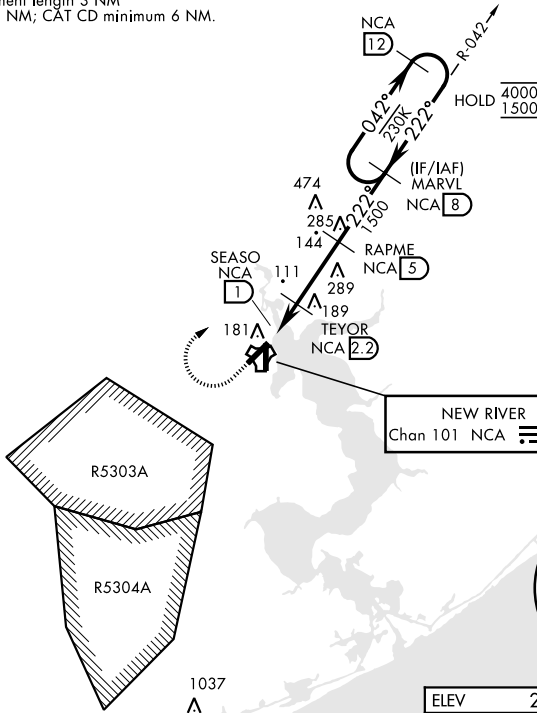 NM; CAT CD minimum 6 NM.
NCA
12
R-042
042°
230K
222°
HOLD
4000
1500
(IF/IAF)
MARVL
NCA 8
474
285
144
222°
1500
RAPME
NCA 5
SEASO
NCA
1
111
289
189
TEYOR
NCA 2.2
181
NEW RIVER
Chan 101 NCA
R5303A
R5304A
1037
ELEV 2